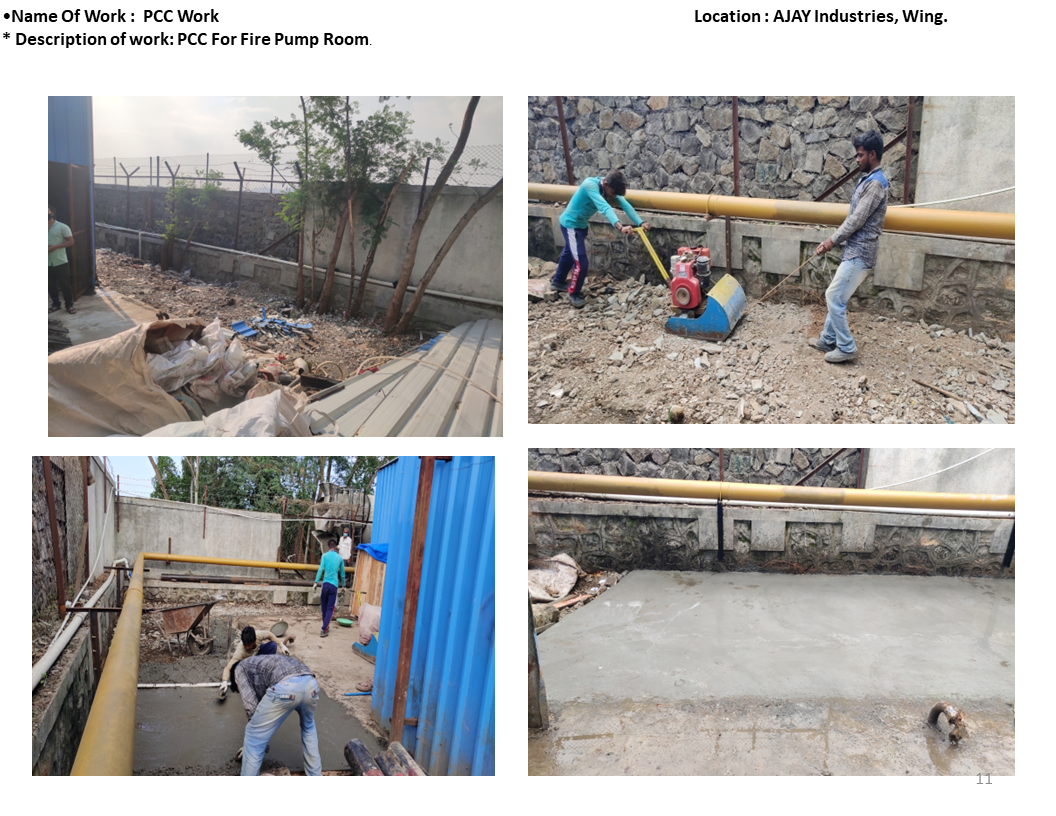 •Name Of Work :  PCC Work
Location : AJAY Industries, Wing.
* Description of work: PCC For Fire Pump Room.
11